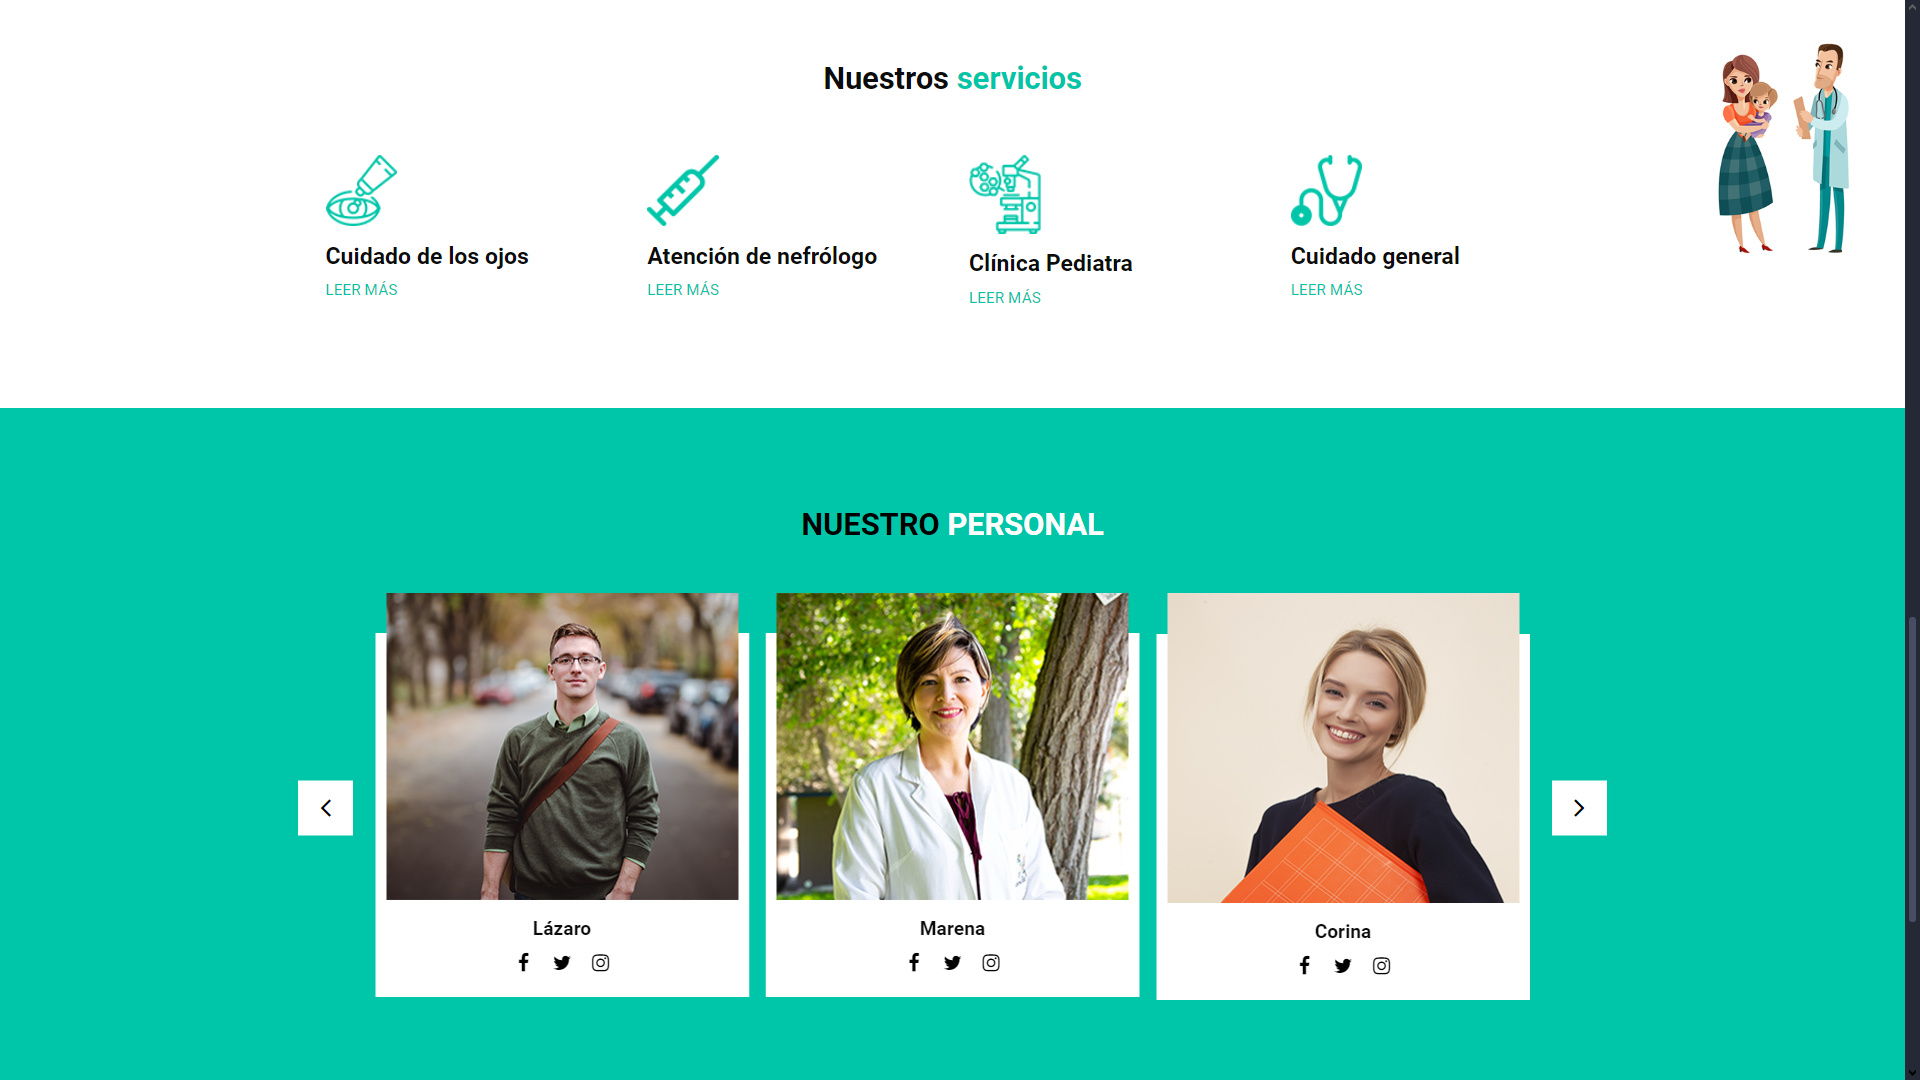 Nuestros servicios
Cuidado de los ojos
LEER MÁS
Atención de nefrólogo
LEER MÁS
Clínica Pediatra
LEER MÁS
Cuidado general
LEER MÁS
NUESTRO PERSONAL
Lázaro
Marena
Corina